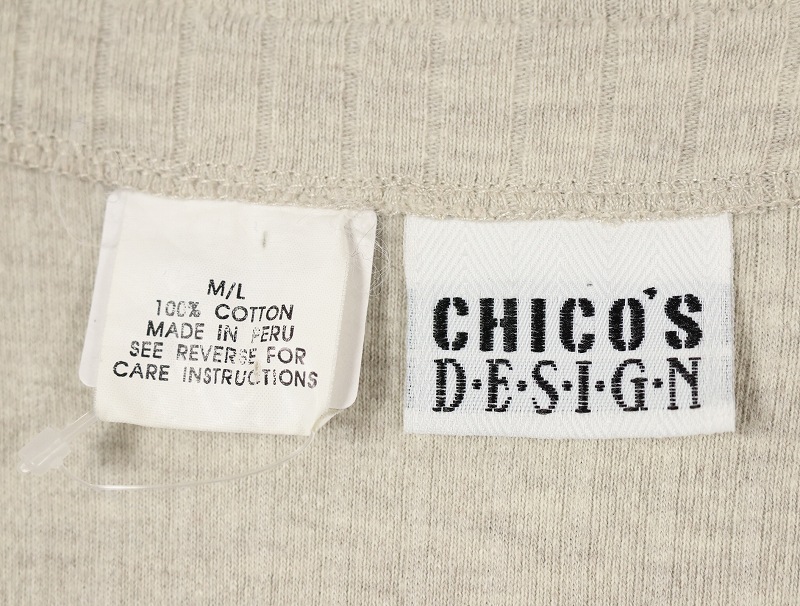 M/L
100% COTTON
MADE IN PERU
SEE REVERSE FOR
CARE INSTRUCTIONS
CHICO'S
D·E·S·I·G·N